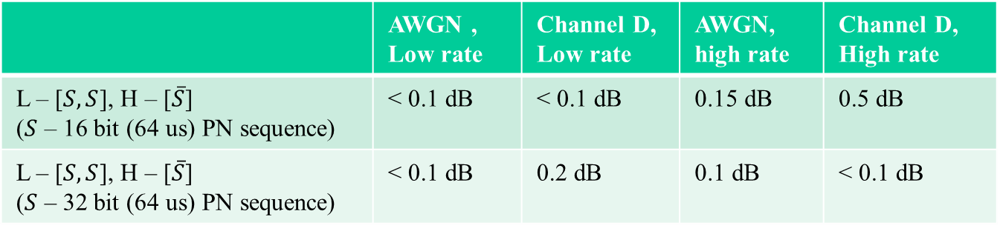 AWGN , Low rate
Channel D, Low rate
AWGN, high rate
Channel D, High rate
L – [S, S], H – [S̄]
(S – 16 bit (64 us) PN sequence)
< 0.1 dB
< 0.1 dB
0.15 dB
0.5 dB
L – [S, S], H – [S̄]
(S – 32 bit (64 us) PN sequence)
< 0.1 dB
0.2 dB
0.1 dB
< 0.1 dB